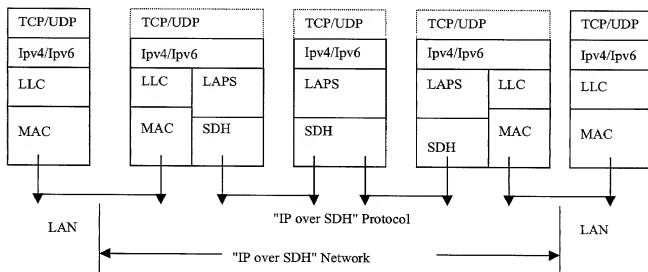 TCP/UDP TCP/UDP TCP/UDP TCP/UDP TCP/UDP
Ipv4/Ipv6 Ipv4/Ipv6 Ipv4/Ipv6 Ipv4/Ipv6 Ipv4/Ipv6
LLC LLC LAPS LAPS LAPS LLC LLC
MAC MAC SDH SDH SDH MAC MAC
"IP over SDH" Protocol
LAN LAN
"IP over SDH" Network